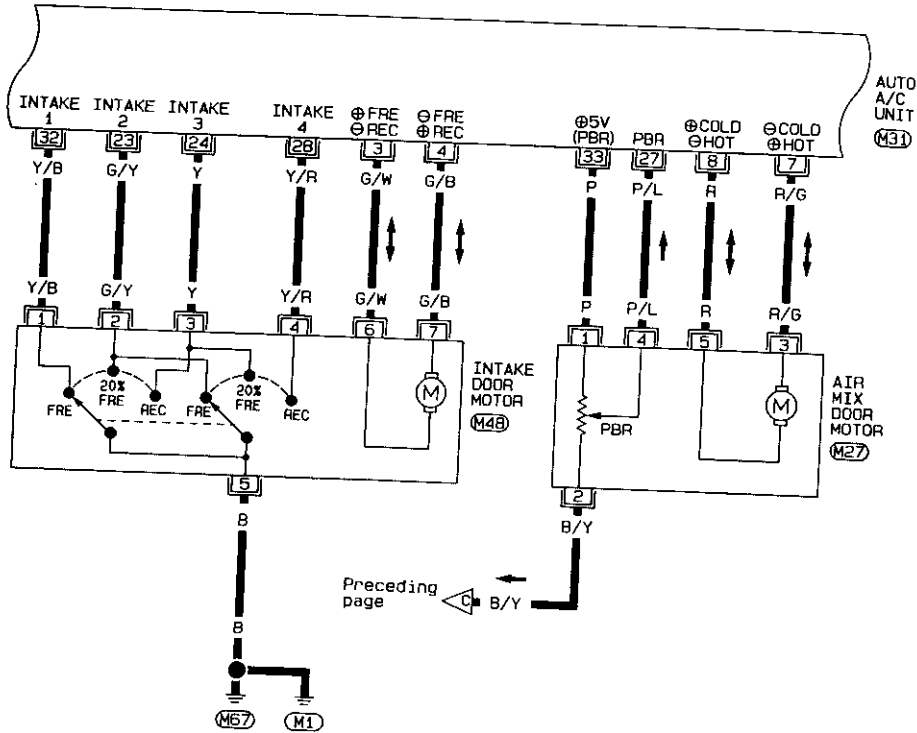 AUTO
A/C
UNIT
M31
INTAKE INTAKE INTAKE INTAKE ⊕FRE ⊖FRE ⊕5V PBR ⊕COLD ⊖COLD
1 2 3 4 ⊖REC ⊕REC (PBR) ⊖HOT ⊕HOT
32 23 24 28 3 4 33 27 8 7
Y/B G/Y Y Y/R G/W G/B P P/L R R/G
Y/B G/Y Y Y/R G/W G/B P P/L R R/G
1 2 3 4 6 7 1 4 5 3
INTAKE
DOOR
MOTOR
M48
AIR
MIX
DOOR
MOTOR
M27
20%
FRE
20%
FRE
FRE REC FRE REC
M M
PBR
5 2
B B/Y
Preceding
page
C B/Y
B
M67 M1